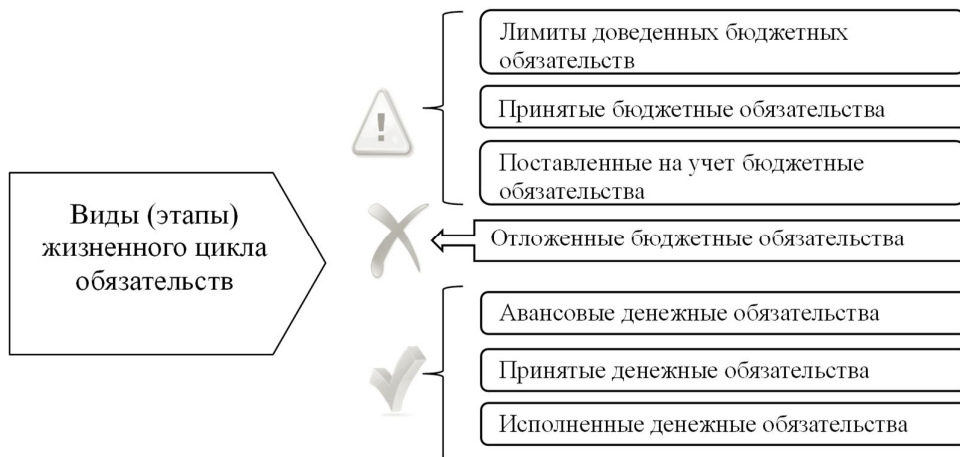 Виды (этапы)
жизненного цикла
обязательств
!
Лимиты доведенных бюджетных
обязательств
Принятые бюджетные обязательства
Поставленные на учет бюджетные
обязательства
Отложенные бюджетные обязательства
Авансовые денежные обязательства
Принятые денежные обязательства
Исполненные денежные обязательства